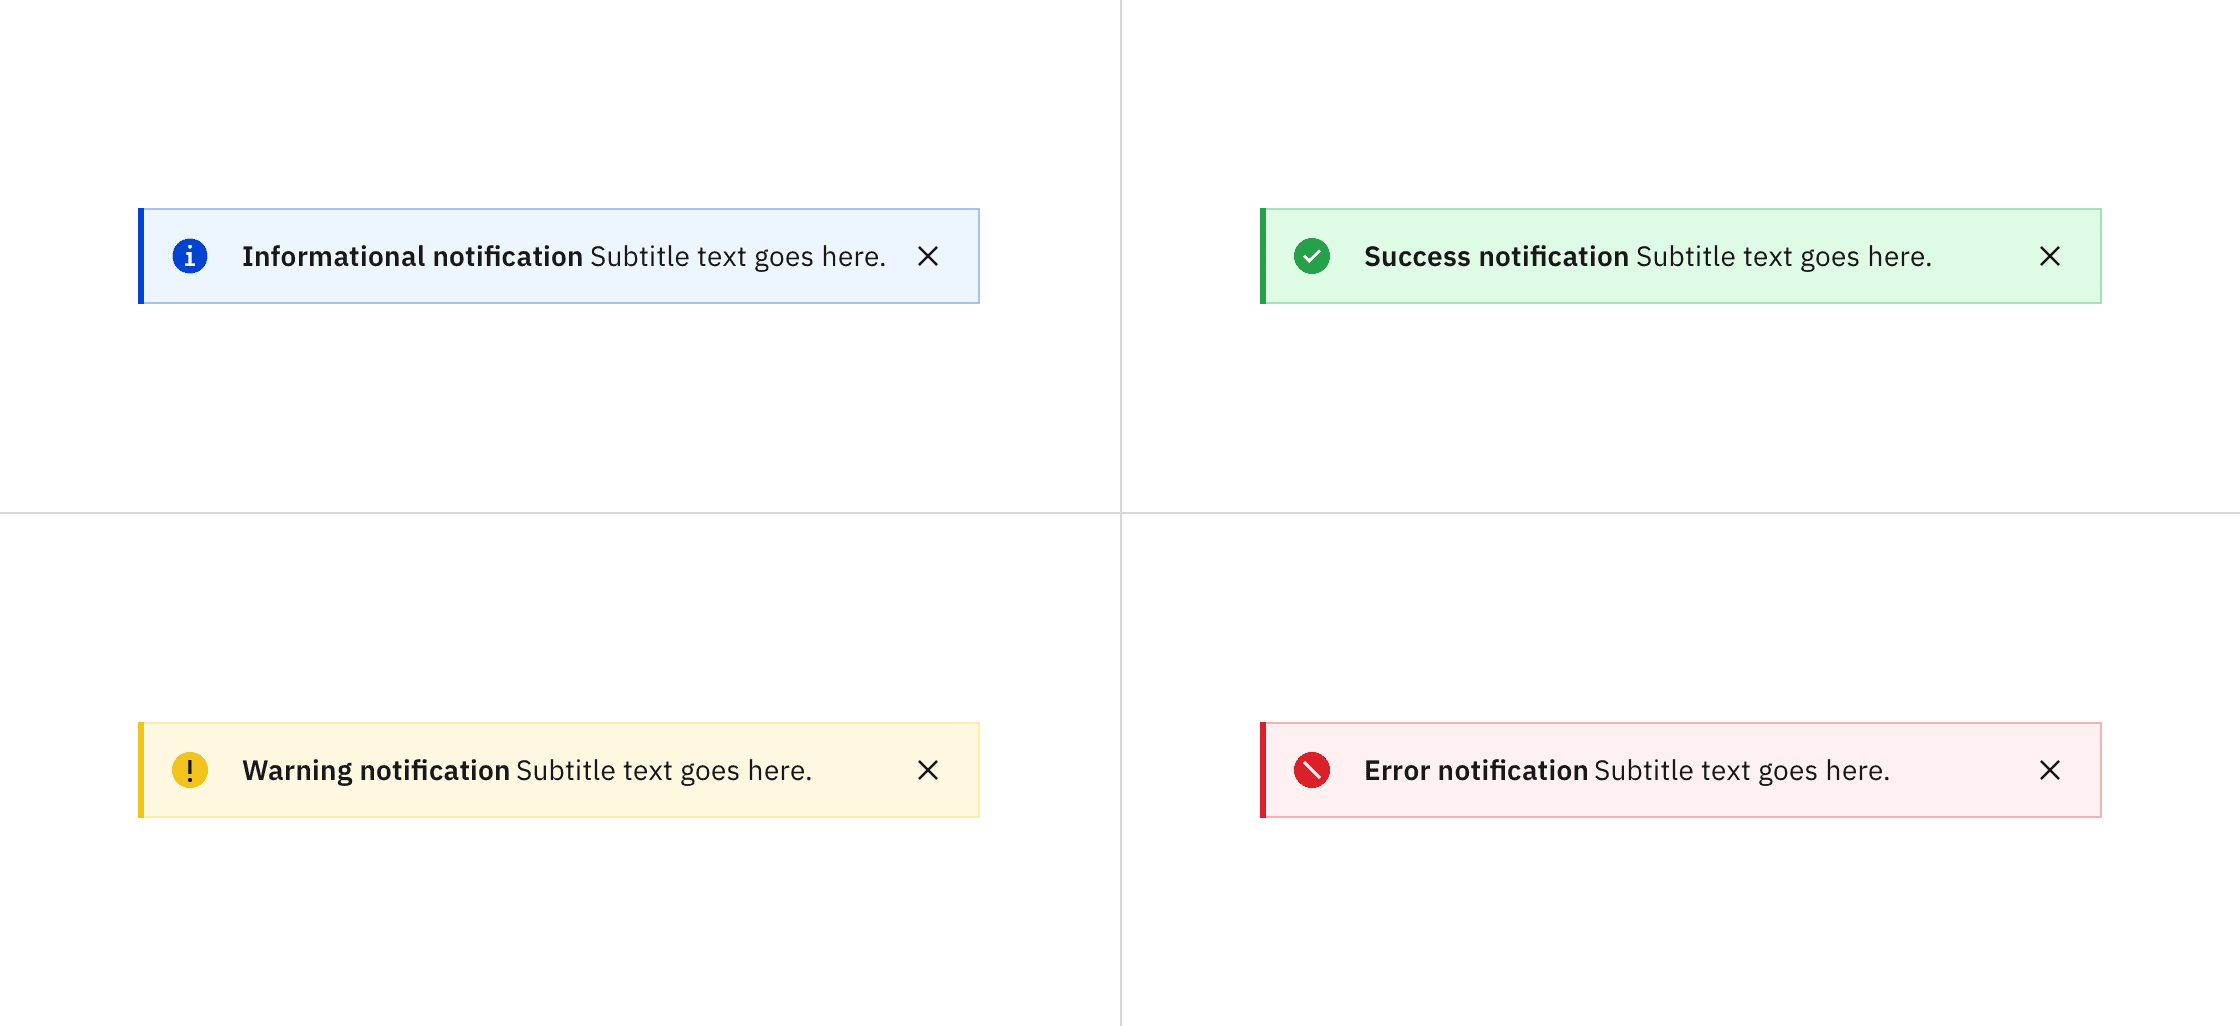 Informational notification Subtitle text goes here.
Success notification Subtitle text goes here.
Warning notification Subtitle text goes here.
Error notification Subtitle text goes here.